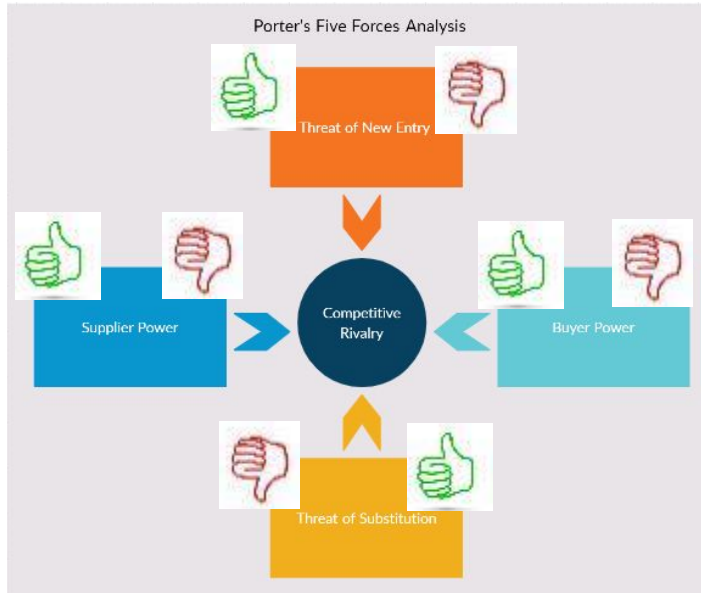 Porter's Five Forces Analysis
Threat of New Entry
Supplier Power
Competitive
Rivalry
Buyer Power
Threat of Substitution